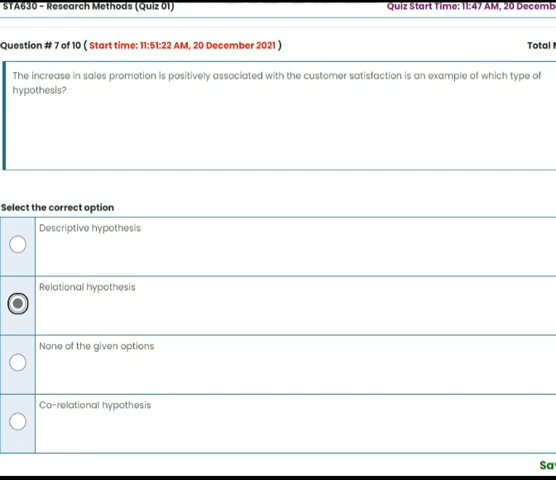 STA630 - Research Methods (Quiz 01)
Quiz Start Time: 11:47 AM, 20 Decemb
Question # 7 of 10 ( Start time: 11:51:22 AM, 20 December 2021 )
Total
The increase in sales promotion is positively associated with the customer satisfaction is an example of which type of
hypothesis?
Select the correct option
Descriptive hypothesis
Relational hypothesis
None of the given options
Co-relational hypothesis
Sa